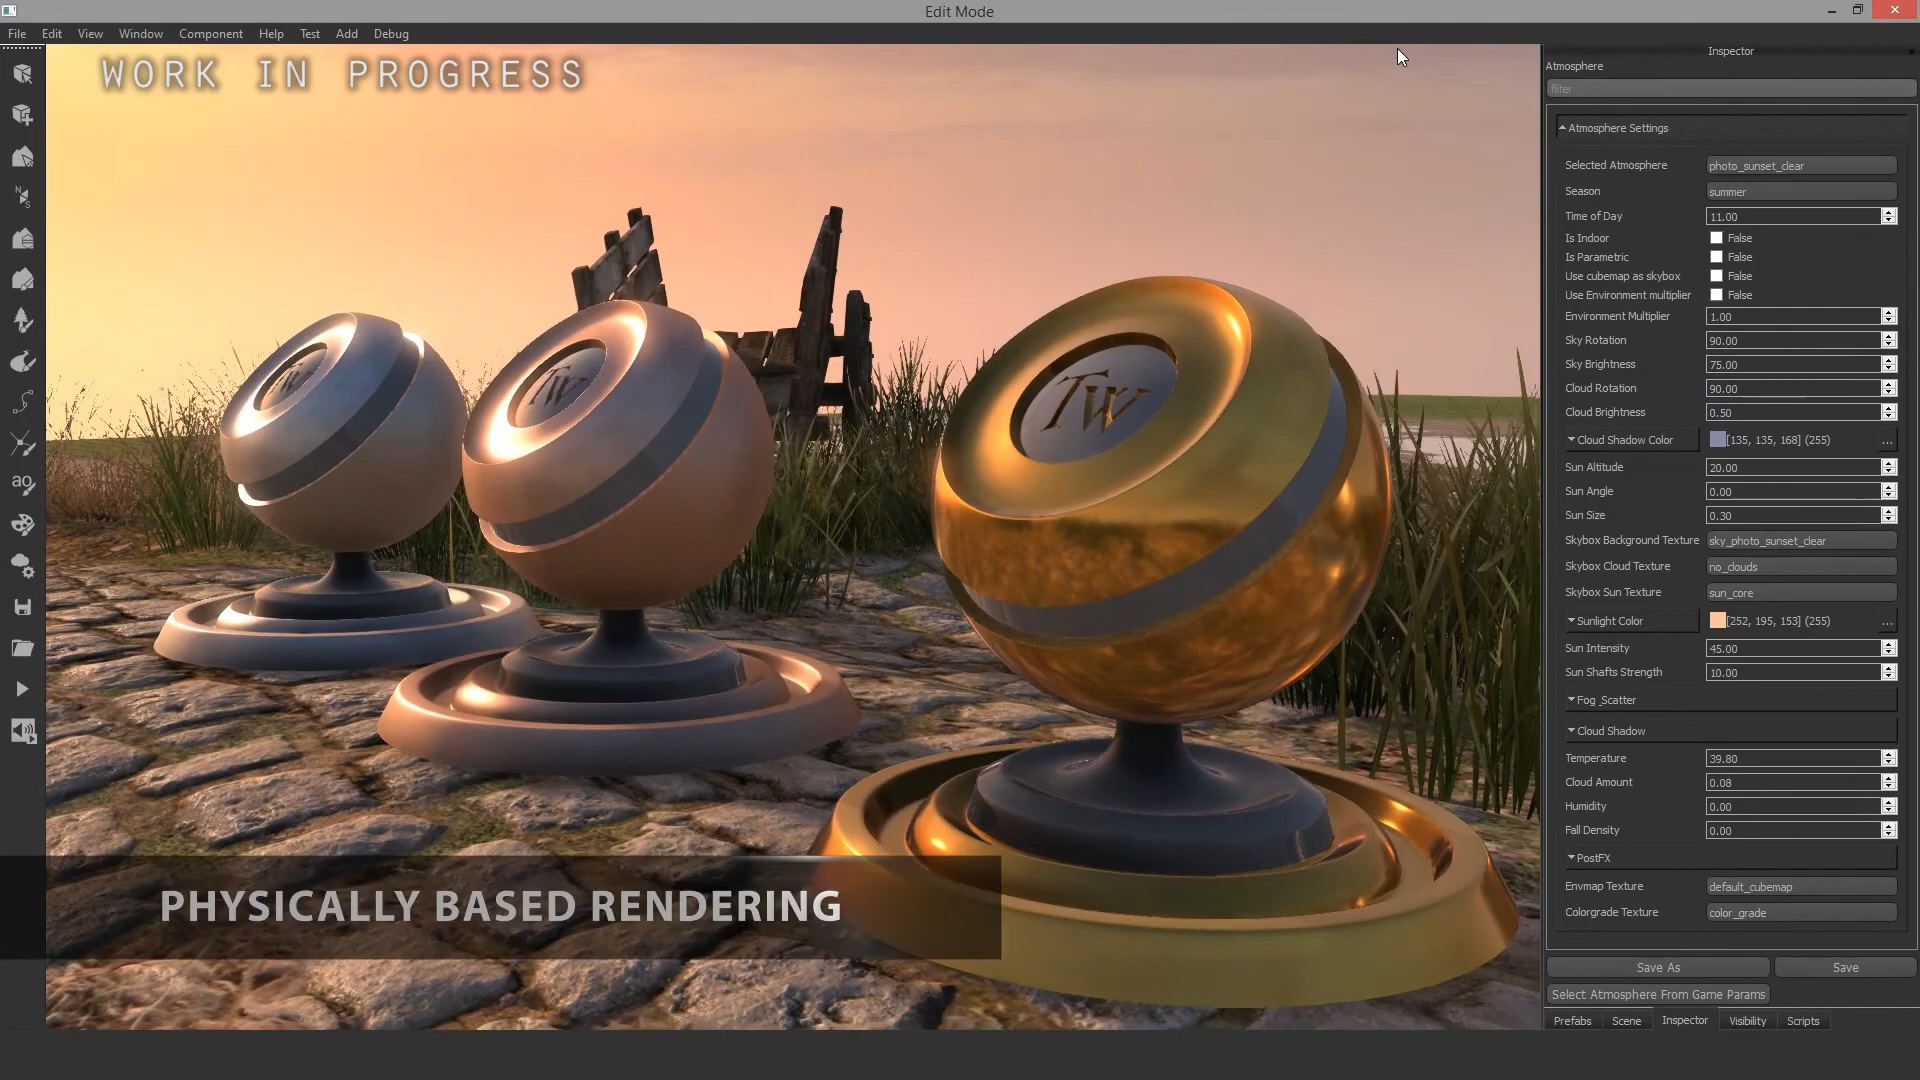 Edit Mode
File Edit View Window Component Help Test Add Debug
WORK IN PROGRESS
Inspector
Atmosphere
filter
Atmosphere Settings
Selected Atmosphere photo_sunset_clear
Season summer
Time of Day 11.00
Is Indoor False
Is Parametric False
Use cubemap as skybox False
Use Environment multiplier False
Environment Multiplier 1.00
Sky Rotation 90.00
Sky Brightness 75.00
Cloud Rotation 90.00
Cloud Brightness 0.50
Cloud Shadow Color [135, 135, 168] (255) ...
Sun Altitude 20.00
Sun Angle 0.00
Sun Size 0.30
Skybox Background Texture sky_photo_sunset_clear
Skybox Cloud Texture no_clouds
Skybox Sun Texture sun_core
Sunlight Color [252, 195, 153] (255) ...
Sun Intensity 45.00
Sun Shafts Strength 10.00
Fog_Scatter
Cloud Shadow
Temperature 39.80
Cloud Amount 0.08
Humidity 0.00
Fall Density 0.00
PostFX
Envmap Texture default_cubemap
Colorgrade Texture color_grade
Save As Save
Select Atmosphere From Game Params
Prefabs Scene Inspector Visibility Scripts
N
S
ao
TW
TW
TW
PHYSICALLY BASED RENDERING